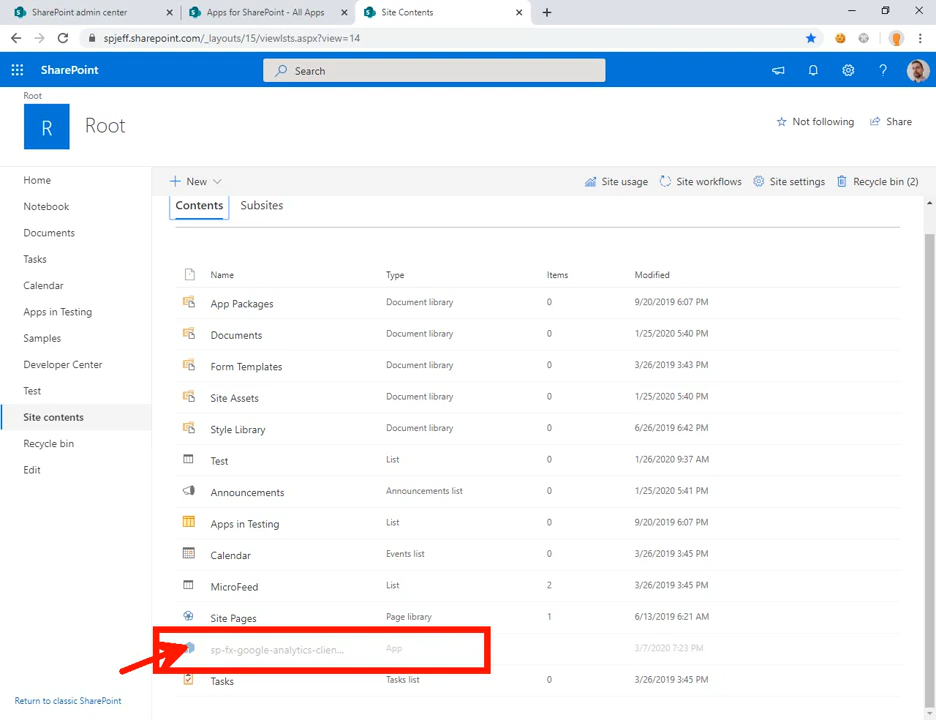 SharePoint admin center
Apps for SharePoint - All Apps
Site Contents
spjeff.sharepoint.com/_layouts/15/viewlsts.aspx?view=14
SharePoint
Search
Root
R
Root
Not following
Share
Home
Notebook
Documents
Tasks
Calendar
Apps in Testing
Samples
Developer Center
Test
Site contents
Recycle bin
Edit
Return to classic SharePoint
New
Site usage
Site workflows
Site settings
Recycle bin (2)
Contents
Subsites
Name Type Items Modified
App Packages Document library 0 9/20/2019 6:07 PM
Documents Document library 0 1/25/2020 5:40 PM
Form Templates Document library 0 3/26/2019 3:43 PM
Site Assets Document library 0 1/25/2020 5:40 PM
Style Library Document library 0 6/26/2019 6:42 PM
Test List 0 1/26/2020 9:37 AM
Announcements Announcements list 0 1/25/2020 5:41 PM
Apps in Testing List 0 9/20/2019 6:07 PM
Calendar Events list 0 3/26/2019 3:45 PM
MicroFeed List 2 3/26/2019 3:45 PM
Site Pages Page library 1 6/13/2019 6:21 AM
sp-fx-google-analytics-clien... App 3/7/2020 7:23 PM
Tasks Tasks list 0 3/26/2019 3:45 PM